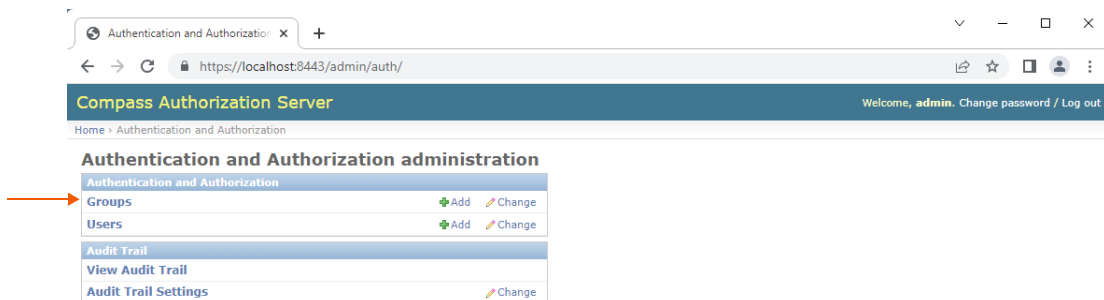 Authentication and Authorization
https://localhost:8443/admin/auth/
Compass Authorization Server
Welcome, admin. Change password / Log out
Home › Authentication and Authorization
Authentication and Authorization administration
Authentication and Authorization
Groups Add Change
Users Add Change
Audit Trail
View Audit Trail
Audit Trail Settings Change